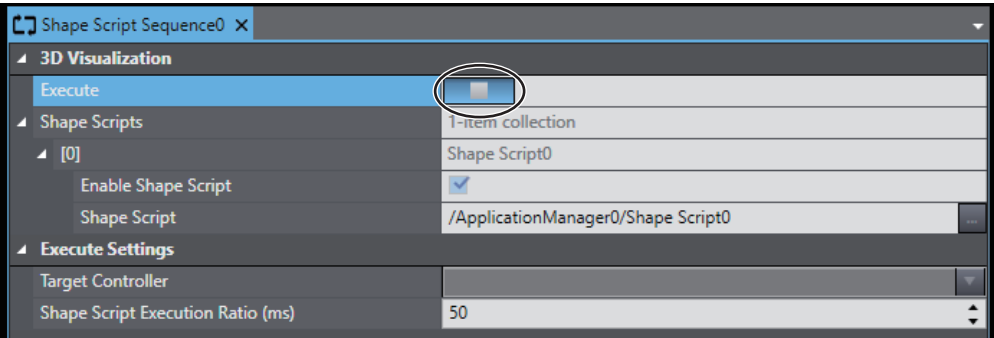 Shape Script Sequence0
3D Visualization
Execute
Shape Scripts 1-item collection
[0] Shape Script0
Enable Shape Script
Shape Script /ApplicationManager0/Shape Script0 ...
Execute Settings
Target Controller
Shape Script Execution Ratio (ms) 50